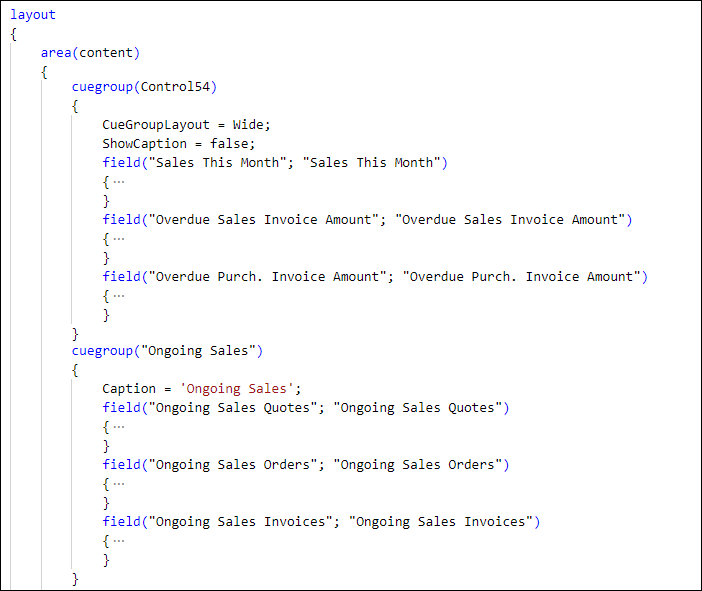 layout
{
area(content)
{
cuegroup(Control54)
{
CueGroupLayout = Wide;
ShowCaption = false;
field("Sales This Month"; "Sales This Month")
{ ···
}
field("Overdue Sales Invoice Amount"; "Overdue Sales Invoice Amount")
{ ···
}
field("Overdue Purch. Invoice Amount"; "Overdue Purch. Invoice Amount")
{ ···
}
}
cuegroup("Ongoing Sales")
{
Caption = 'Ongoing Sales';
field("Ongoing Sales Quotes"; "Ongoing Sales Quotes")
{ ···
}
field("Ongoing Sales Orders"; "Ongoing Sales Orders")
{ ···
}
field("Ongoing Sales Invoices"; "Ongoing Sales Invoices")
{ ···
}
}